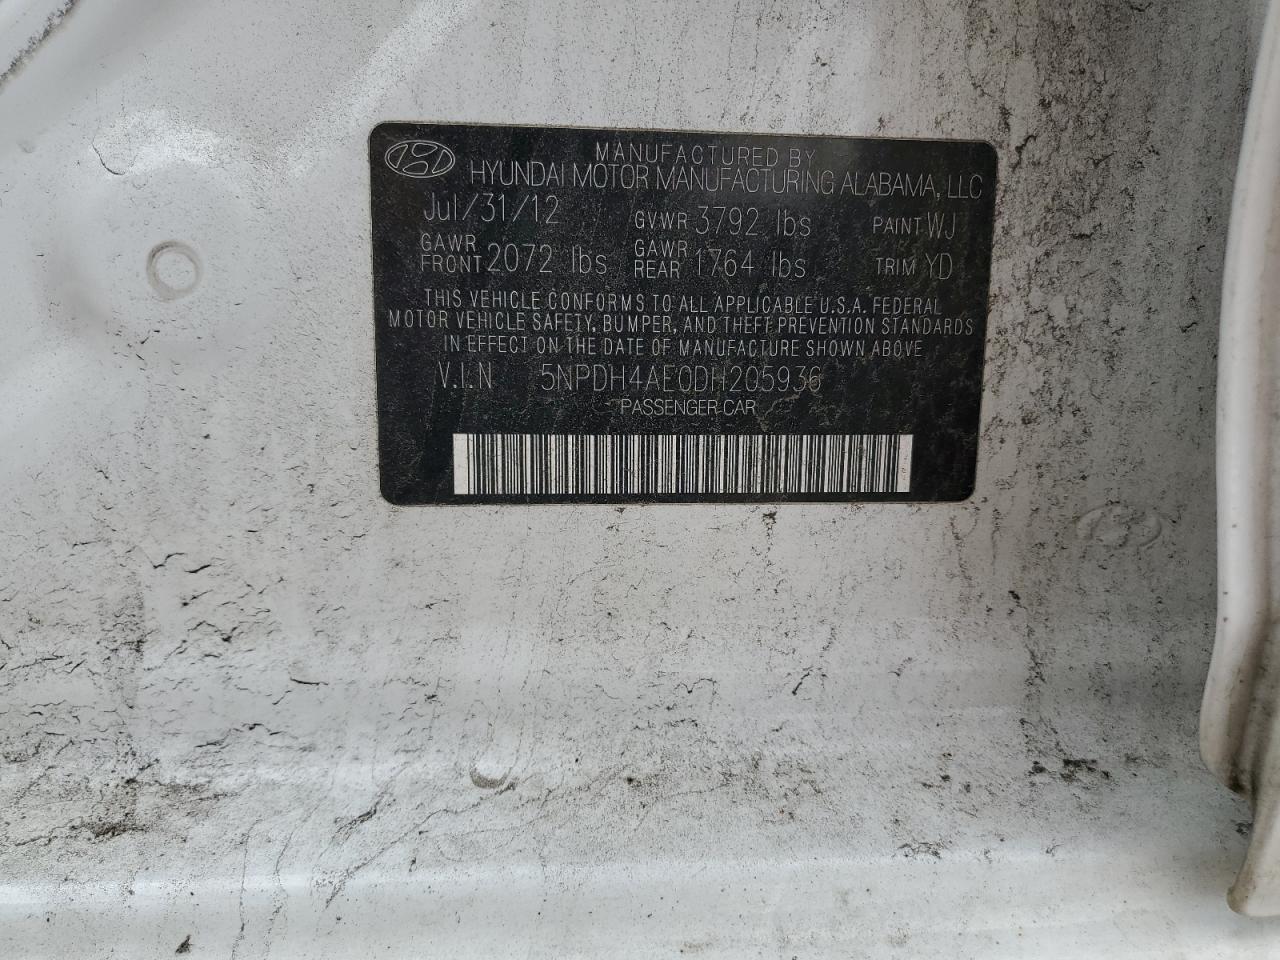 MANUFACTURED BY
HYUNDAI MOTOR MANUFACTURING ALABAMA, LLC
Jul/31/12 GVWR 3792 lbs PAINT WJ
GAWR FRONT 2072 lbs GAWR REAR 1764 lbs TRIM YD
THIS VEHICLE CONFORMS TO ALL APPLICABLE U.S.A. FEDERAL
MOTOR VEHICLE SAFETY, BUMPER, AND THEFT PREVENTION STANDARDS
IN EFFECT ON THE DATE OF MANUFACTURE SHOWN ABOVE
V.I.N 5NPDH4AE0DH205936
PASSENGER CAR